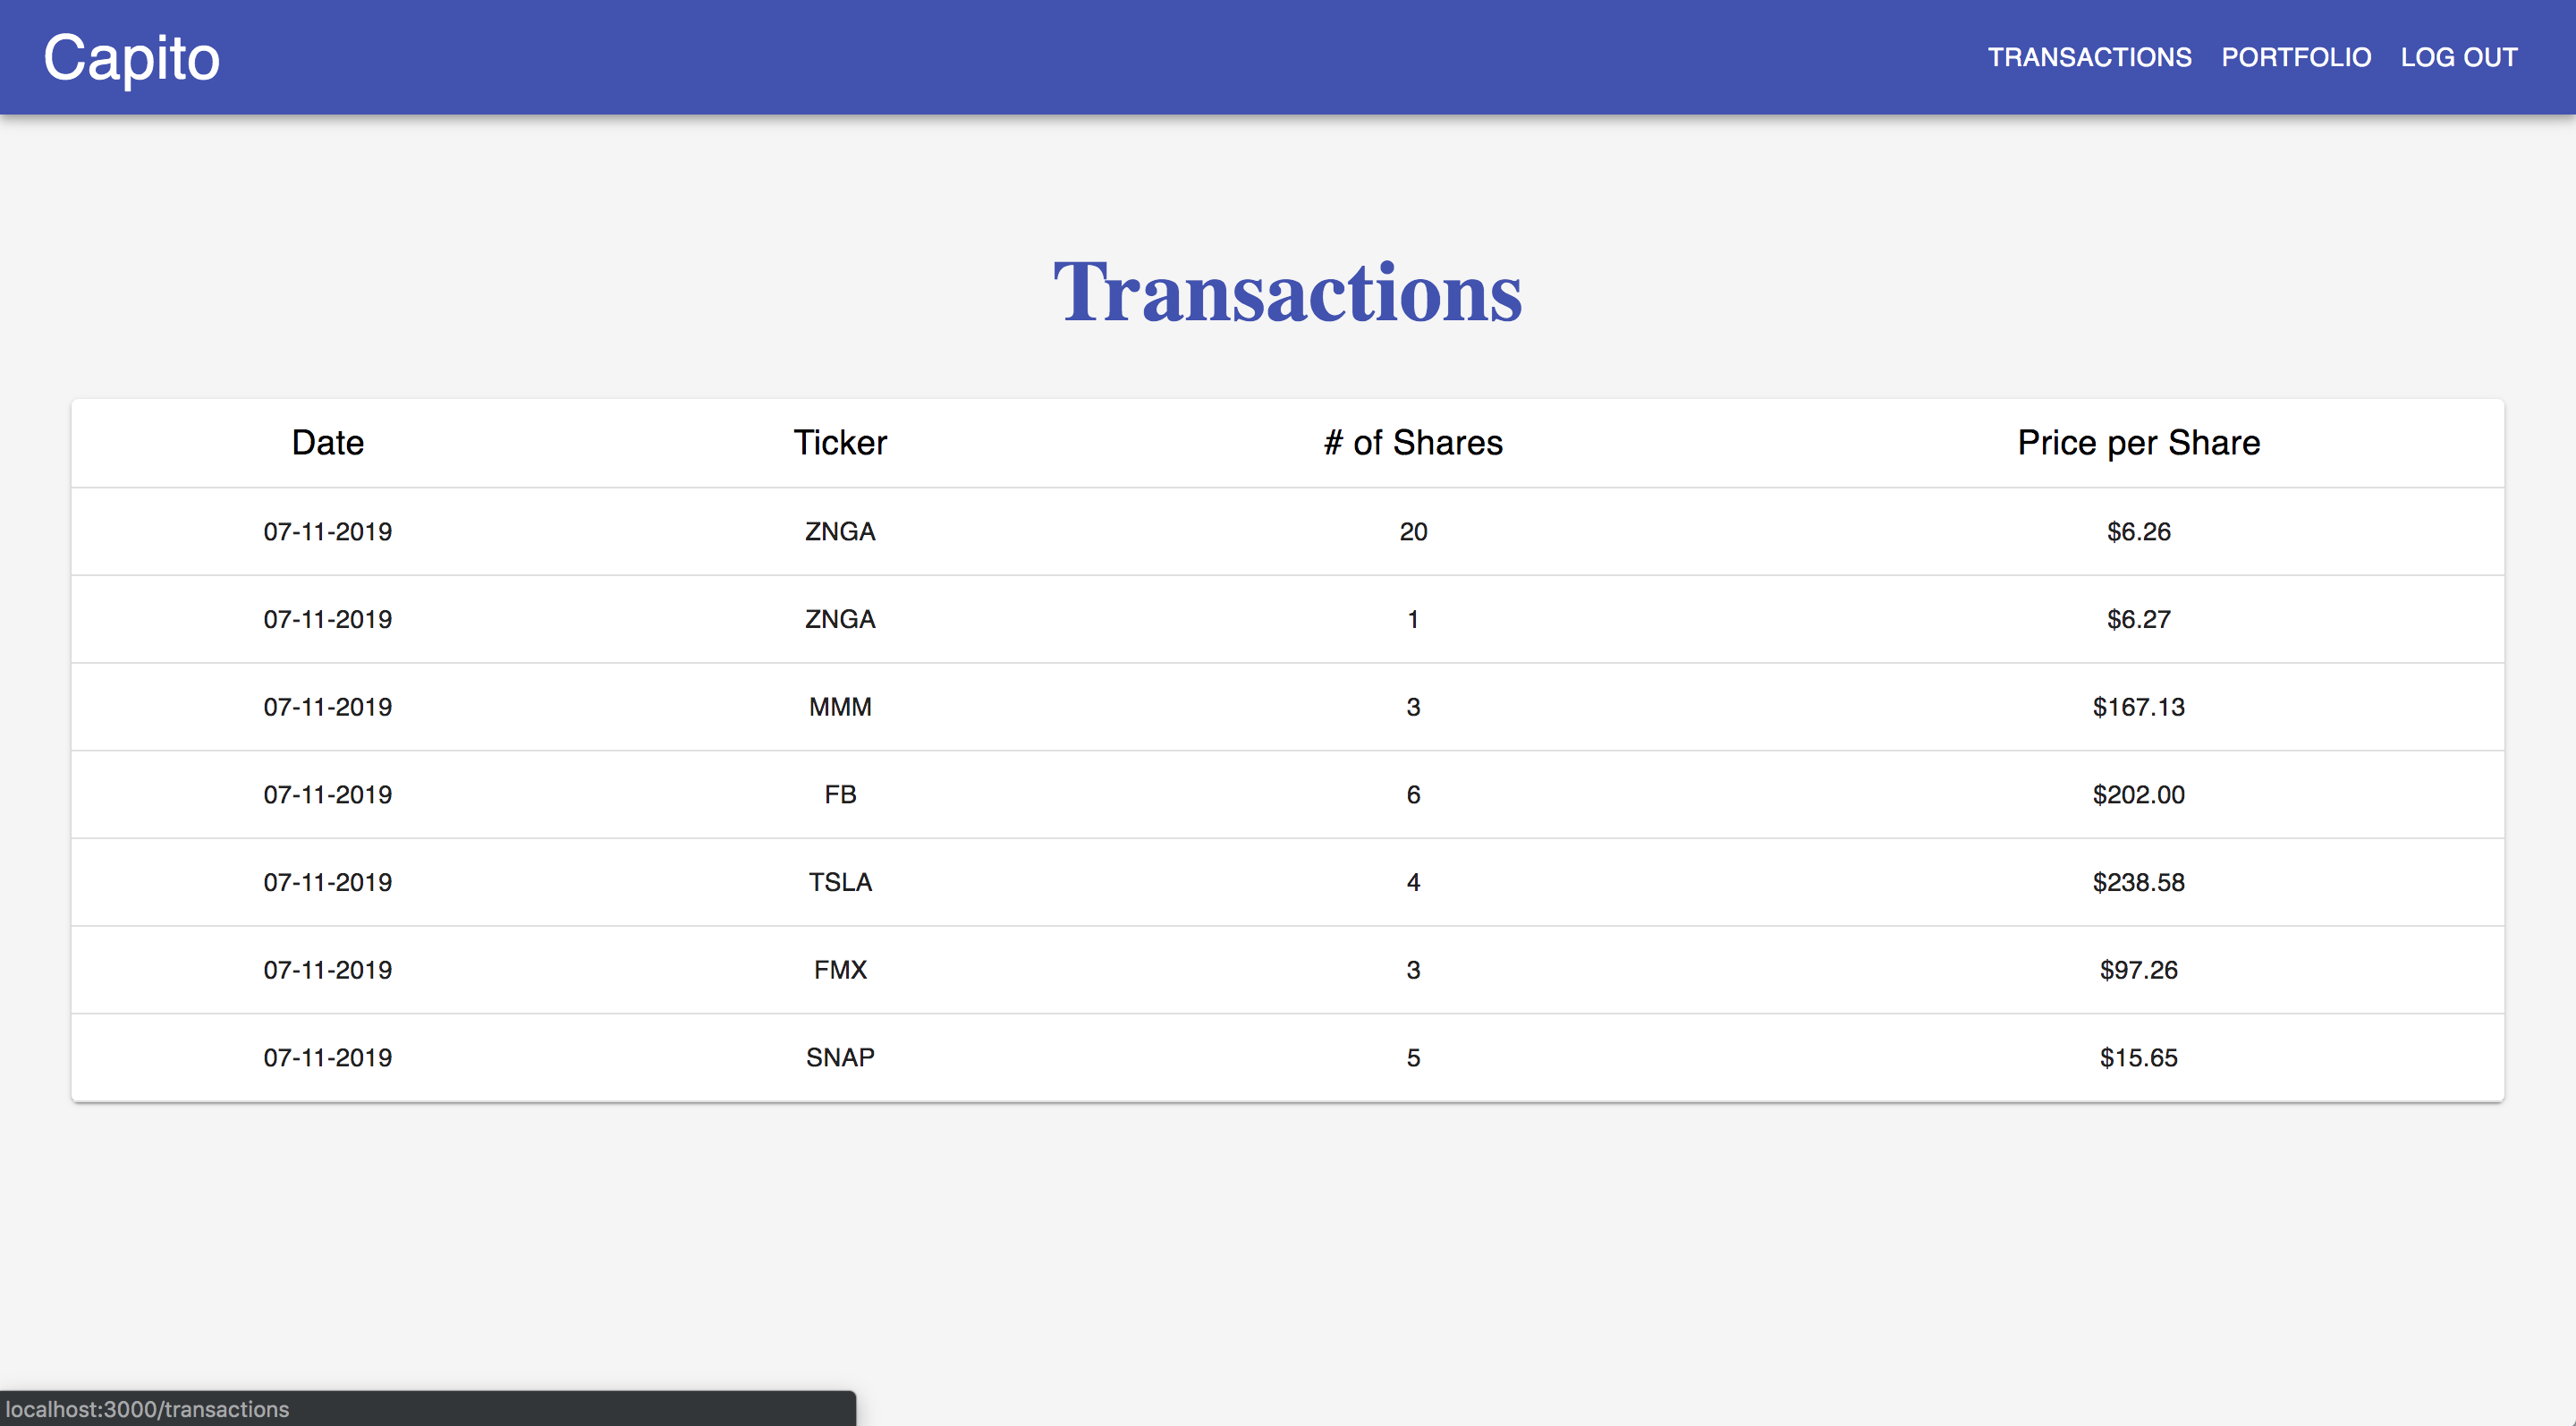 Capito TRANSACTIONS PORTFOLIO LOG OUT
Transactions
Date Ticker # of Shares Price per Share
07-11-2019 ZNGA 20 $6.26
07-11-2019 ZNGA 1 $6.27
07-11-2019 MMM 3 $167.13
07-11-2019 FB 6 $202.00
07-11-2019 TSLA 4 $238.58
07-11-2019 FMX 3 $97.26
07-11-2019 SNAP 5 $15.65
localhost:3000/transactions